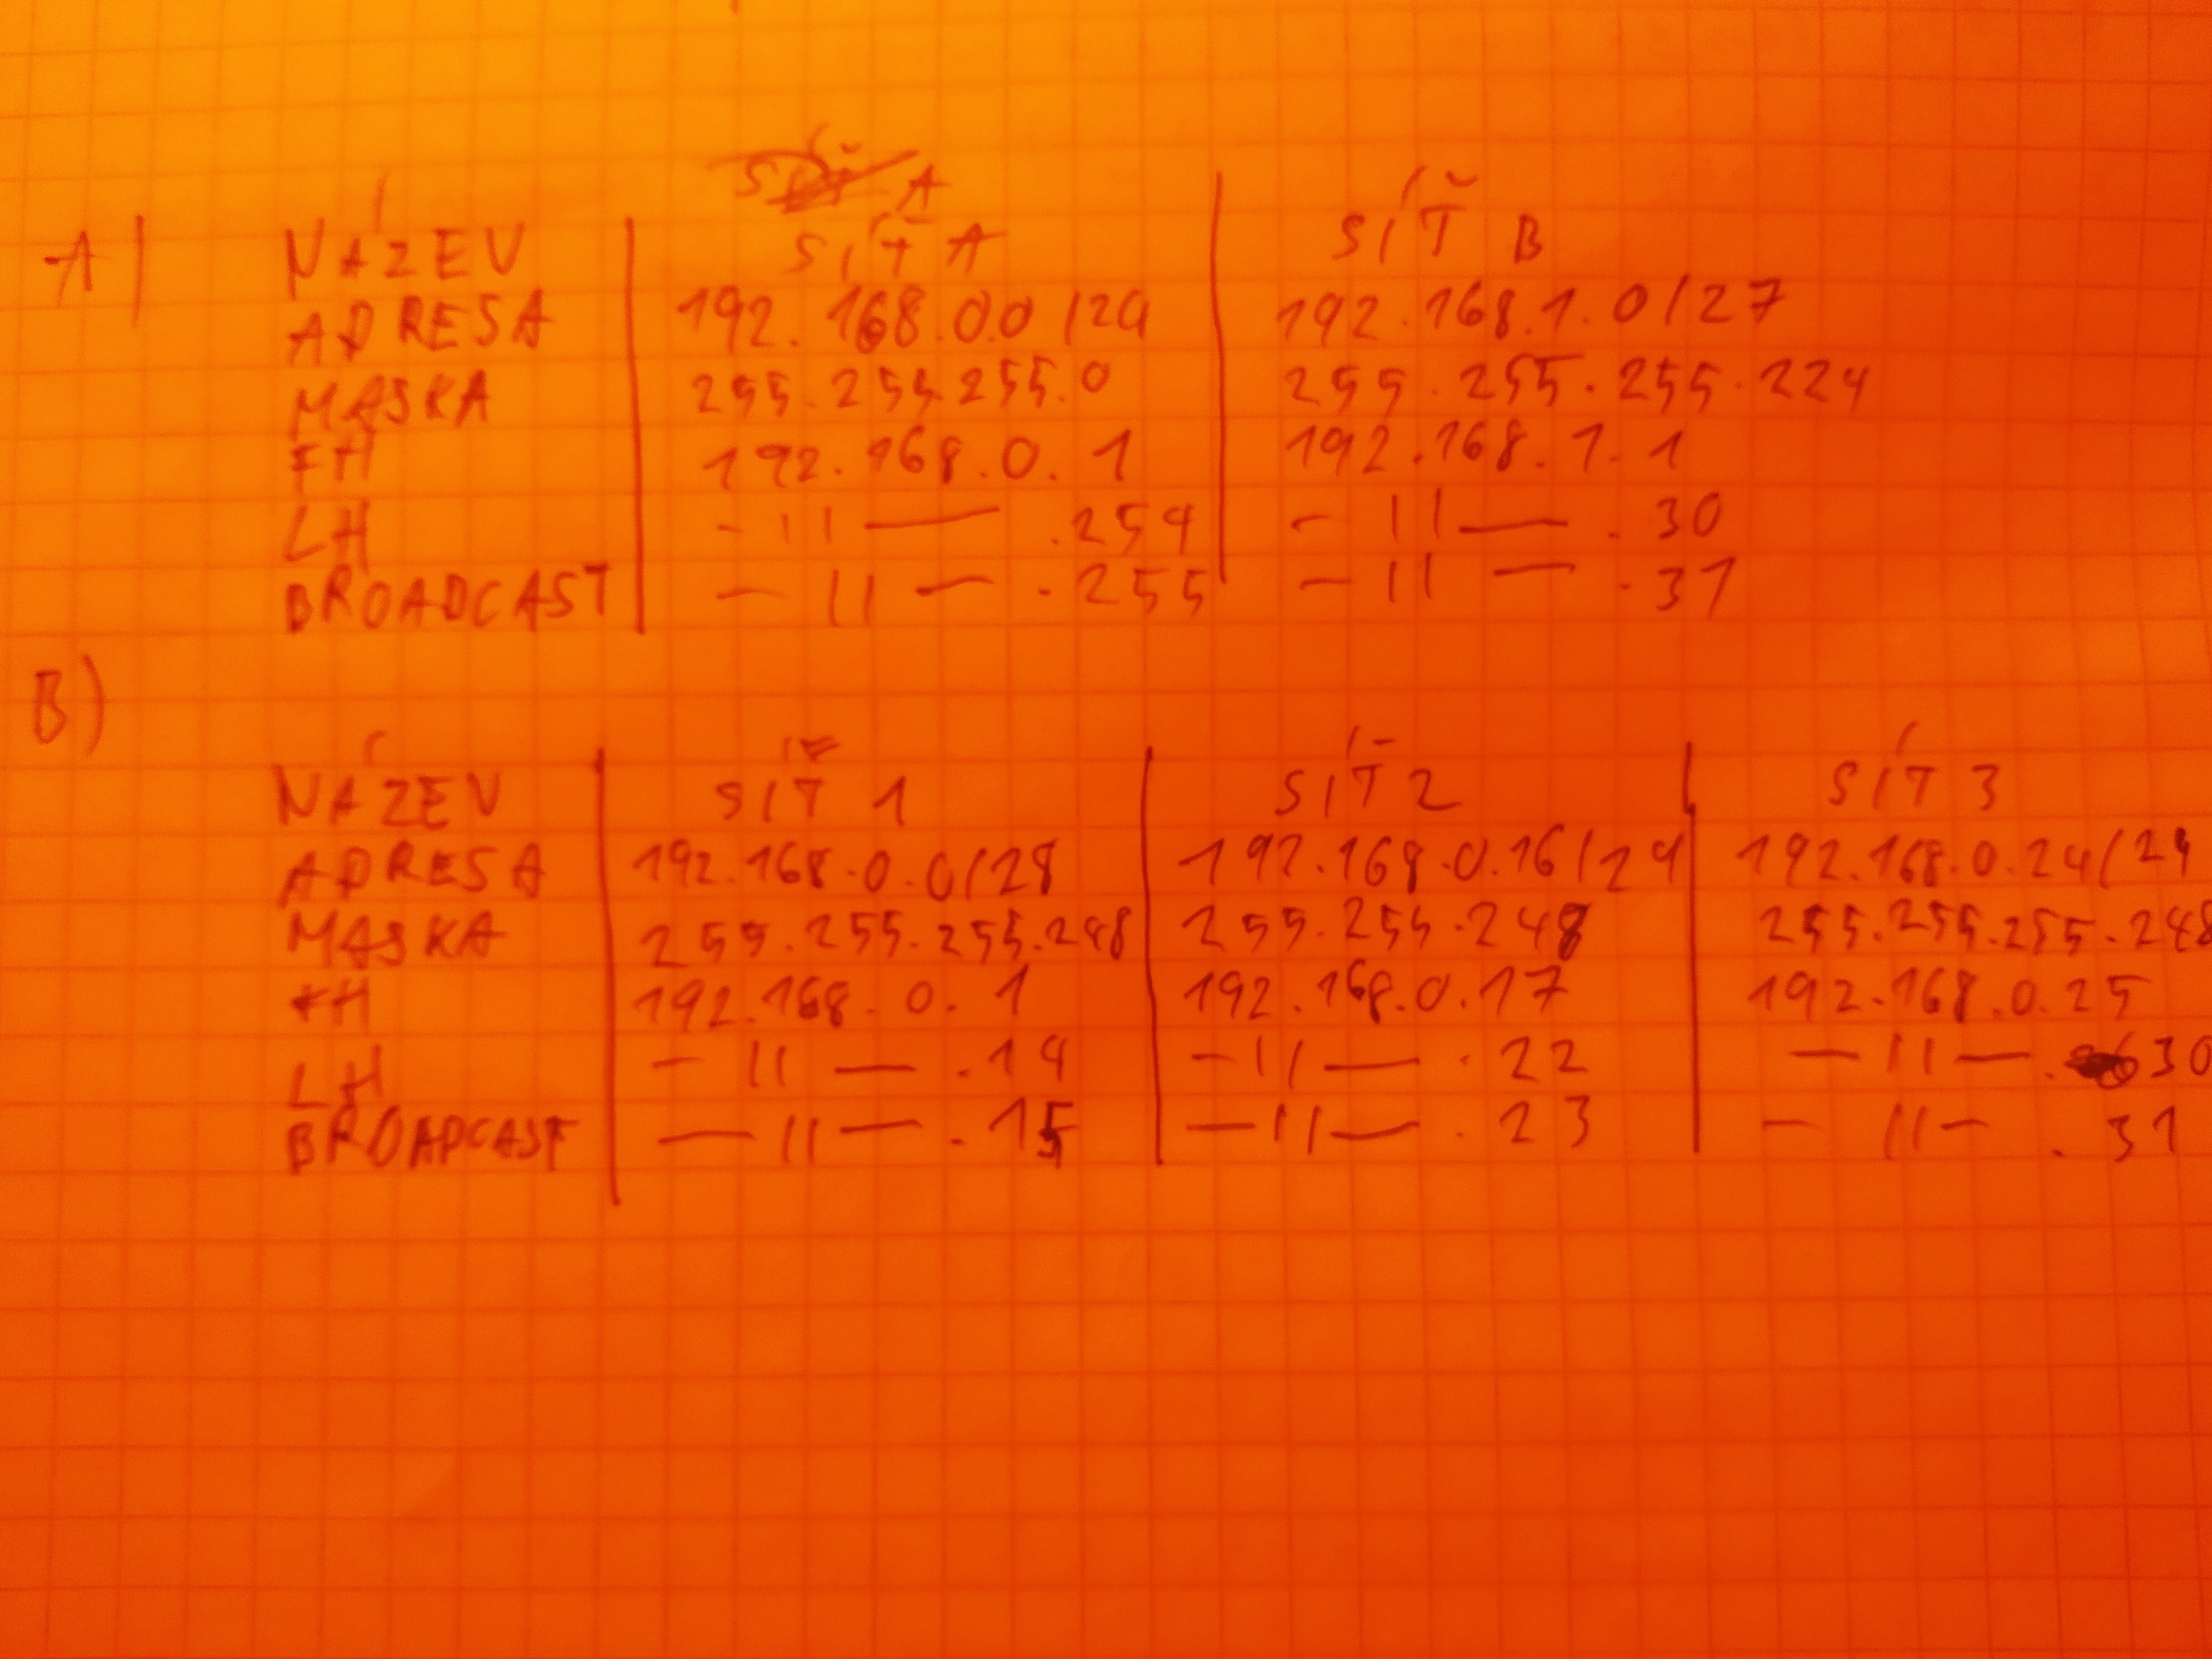 A)
NÁZEV SÍŤ A SÍŤ B
ADRESA 192.168.0.0/24 192.168.1.0/27
MASKA 255.255.255.0 255.255.255.224
FH 192.168.0.1 192.168.1.1
LH -11- .254 -11- .30
BROADCAST -11- .255 -11- .31
B)
NÁZEV SÍŤ 1 SÍŤ 2 SÍT 3
ADRESA 192.168.0.0/28 192.168.0.16/29 192.168.0.24/29
MASKA 255.255.255.248 255.255.248 255.255.255.248
FH 192.168.0.1 192.168.0.17 192.168.0.25
LH -11- .14 -11- .22 -11- .30
BROADCAST -11- .15 -11- .23 -11- .31